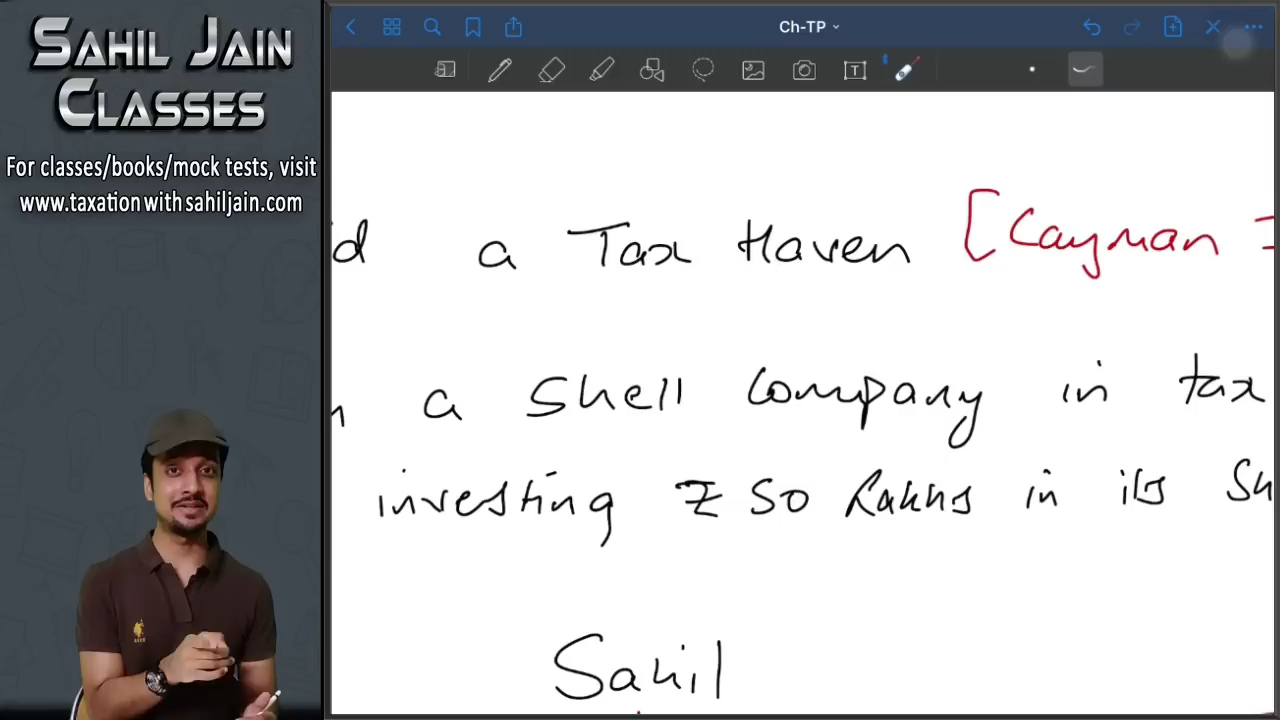 SAHIL JAIN
CLASSES
For classes/books/mock tests, visit
www.taxationwithsahiljain.com
Ch-TP
a Tax Haven [Cayman
a Shell Company in tax
investing ₹ 50 Lakhs in its
Sahil